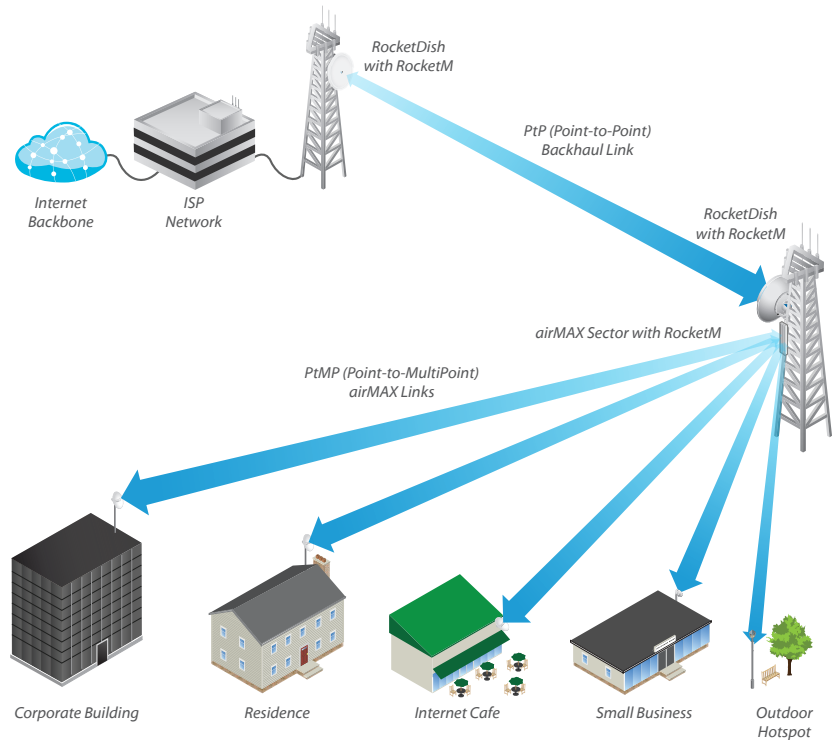 RocketDish
with RocketM
PtP (Point-to-Point)
Backhaul Link
Internet
Backbone
ISP
Network
RocketDish
with RocketM
airMAX Sector with RocketM
PtMP (Point-to-MultiPoint)
airMAX Links
Corporate Building
Residence
Internet Cafe
Small Business
Outdoor
Hotspot